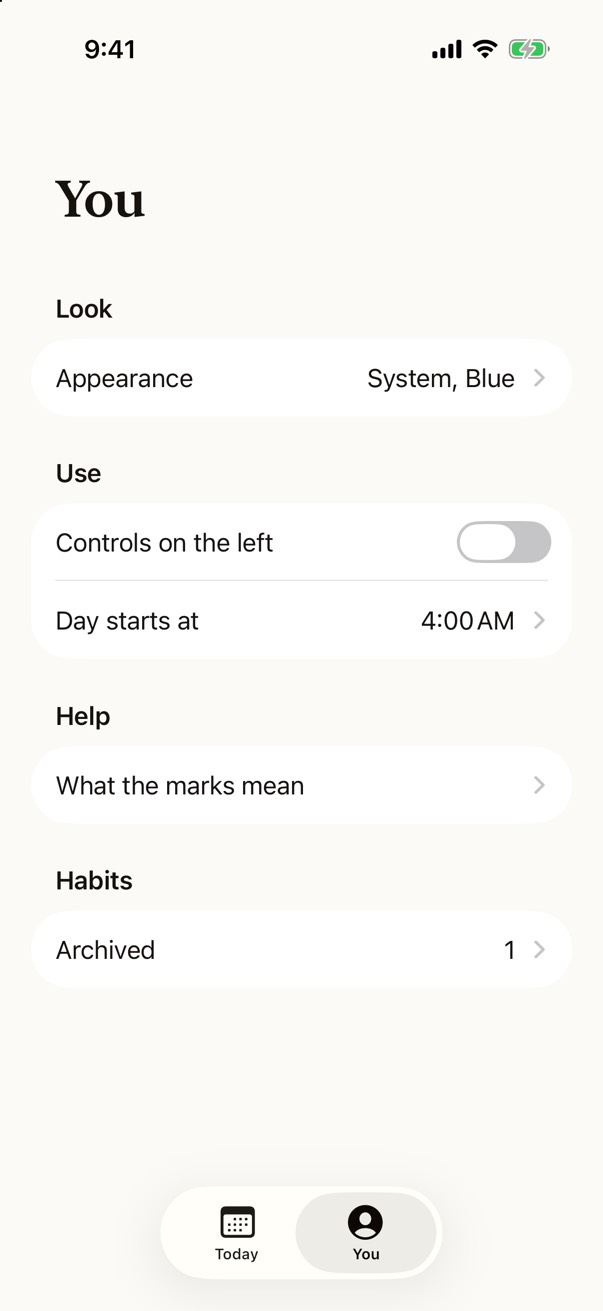 9:41
You
Look
Appearance System, Blue
Use
Controls on the left
Day starts at 4:00 AM
Help
What the marks mean
Habits
Archived 1
Today You